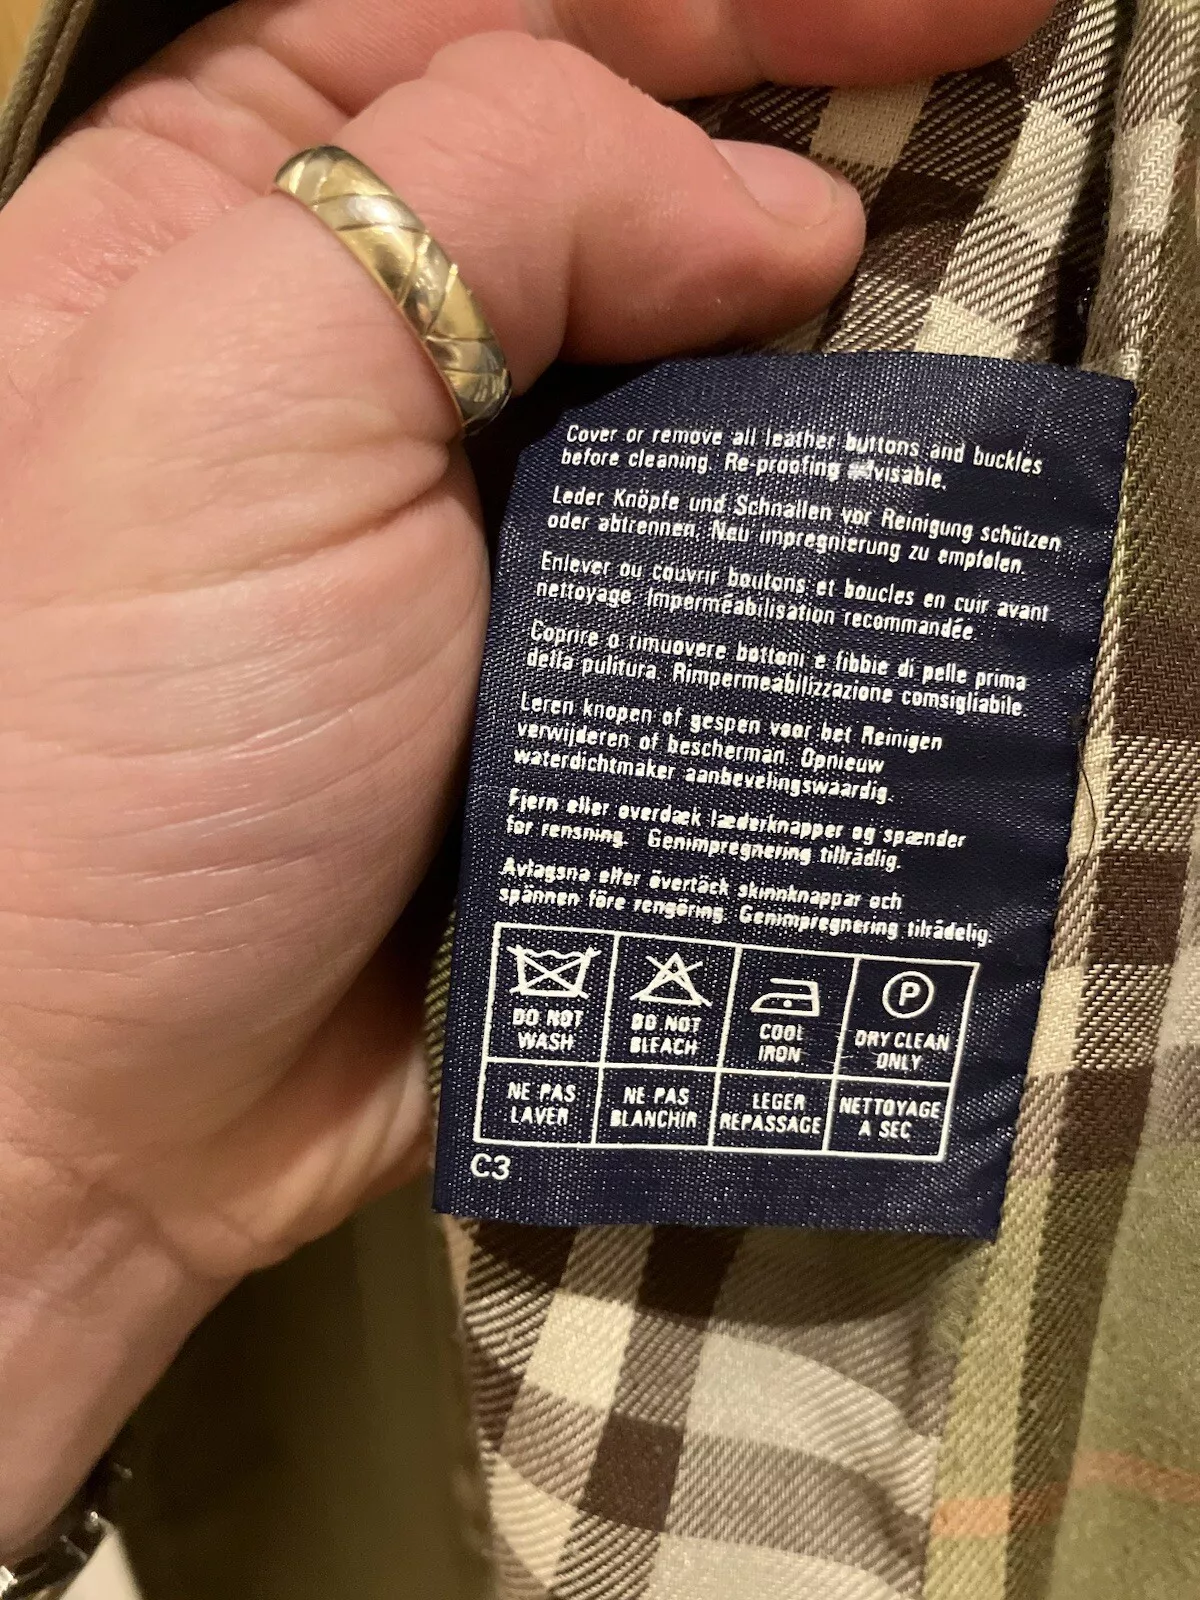 Cover or remove all leather buttons and buckles
before cleaning. Re-proofing advisable.
Leder Knöpfe und Schnallen vor Reinigung schützen
oder abtrennen. Neu impregnierung zu empfolen.
Enlever ou couvrir boutons et boucles en cuir avant
nettoyage Imperméabilisation recommandée
Coprire o rimuovere bottoni e fibbie di pelle prima
della pulitura. Rimpermeabilizzazione comsigliabile.
Leren knopen of gespen voor bet Reinigen
verwijderen of bescherman. Opnieuw
waterdichtmaker aanbevelingswaardig.
Fjern eller overdæk læderknapper og spænder
for rensning. Genimpregnering tillrådlig.
Avlagsna eller övertäck skinnknappar och
spännen före rengöring. Genimpregnering tilrådelig.
P
DO NOT
WASH
DO NOT
BLEACH
COOL
IRON
DRY CLEAN
ONLY
NE PAS
LAVER
NE PAS
BLANCHIR
LEGER
REPASSAGE
NETTOYAGE
A SEC
C3